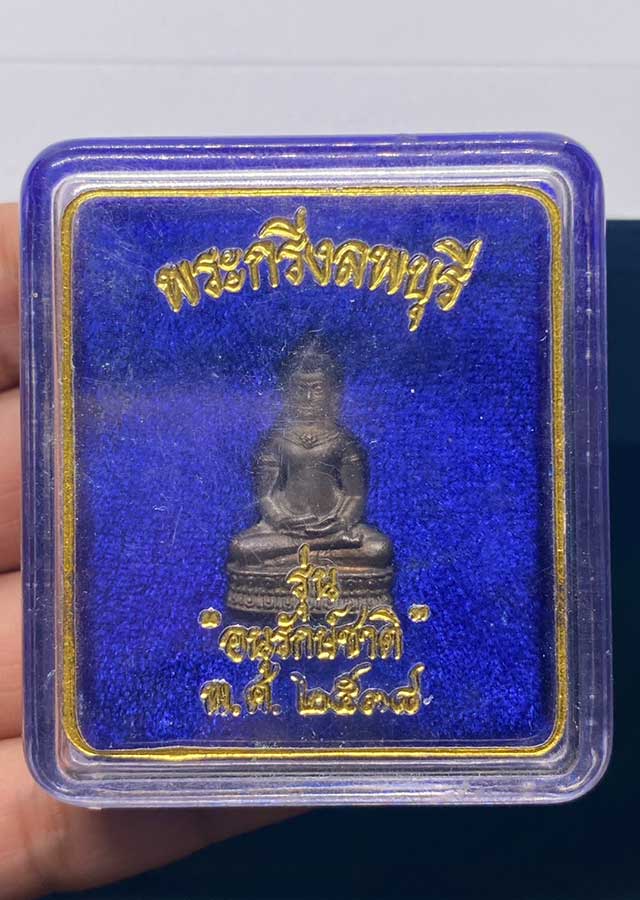 พระกริ่งลพบุรี
รุ่น
"อนุรักษ์ชาติ"
พ.ศ. ๒๕๓๗